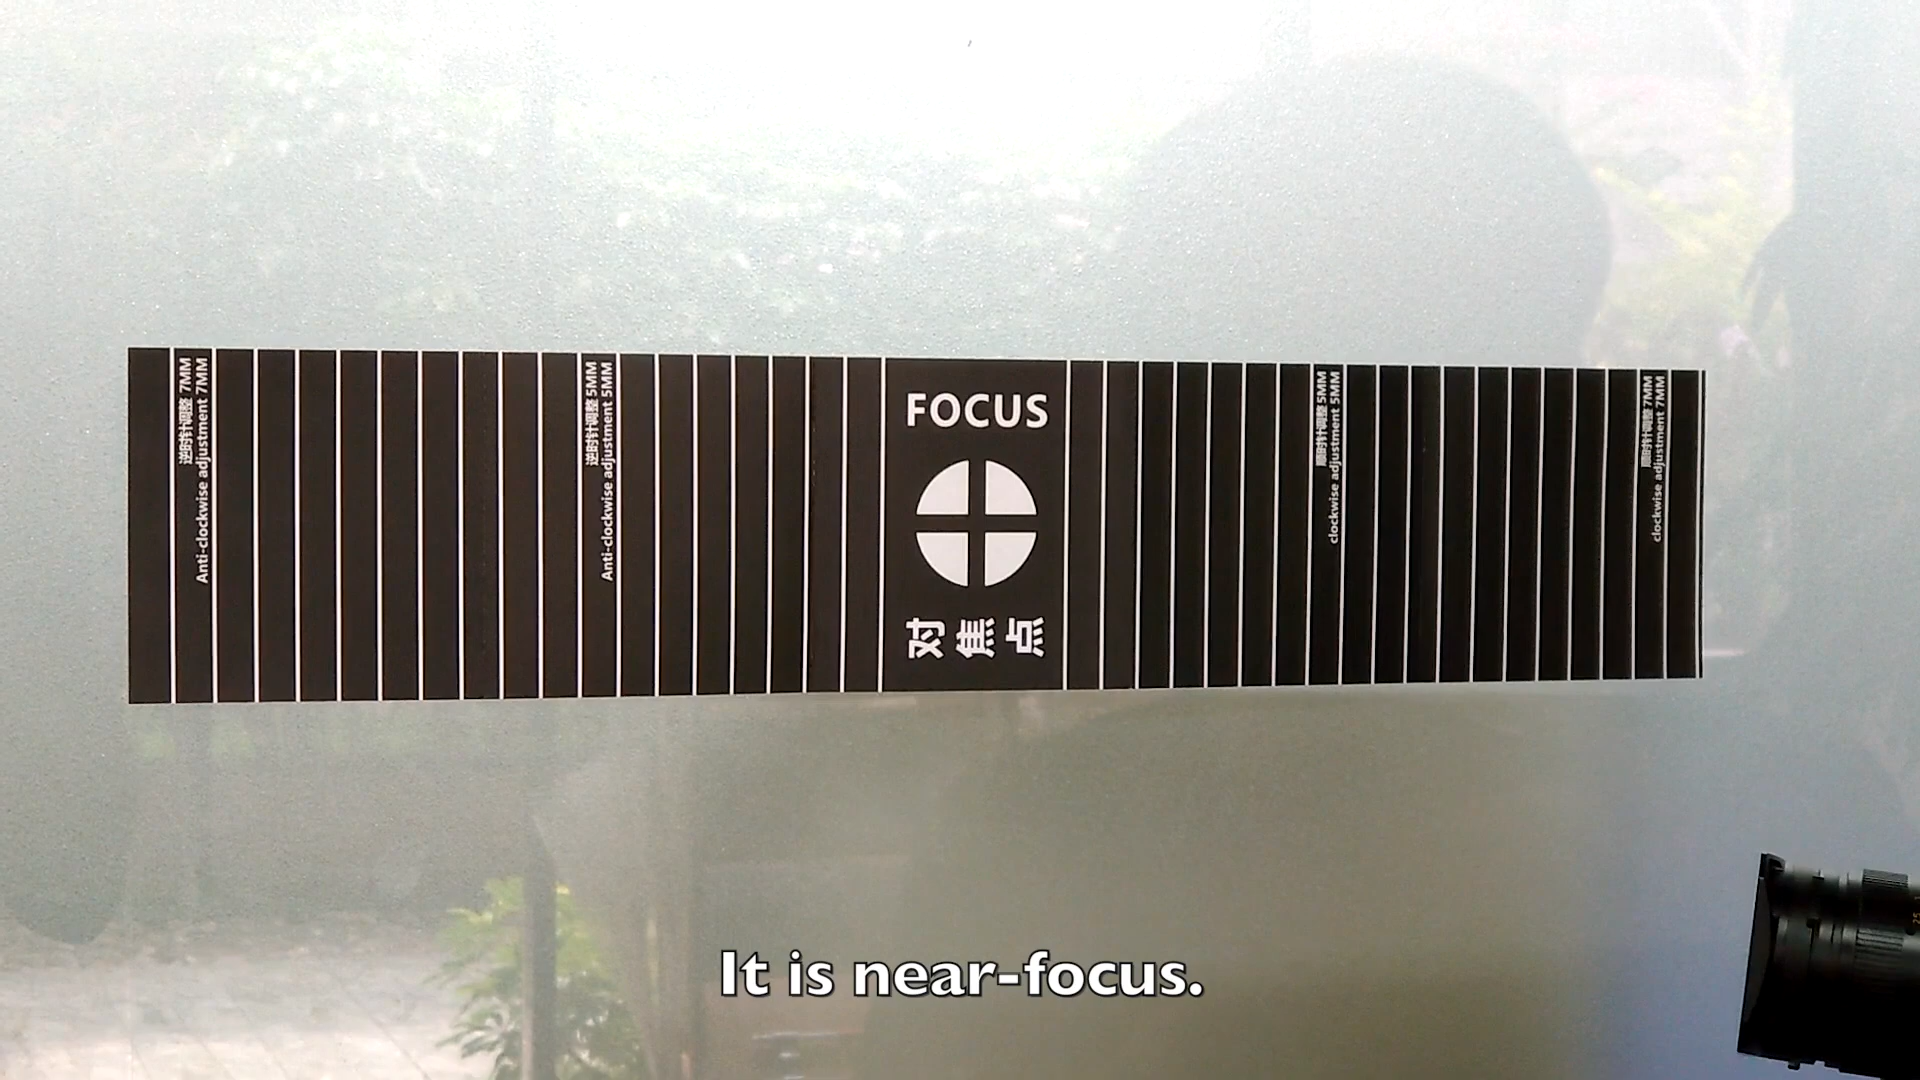 逆时针调整 7MM
Anti-clockwise adjustment 7MM
逆时针调整 5MM
Anti-clockwise adjustment 5MM
FOCUS
对焦点
顺时针调整 5MM
clockwise adjustment 5MM
顺时针调整 7MM
clockwise adjustment 7MM
25
It is near-focus.